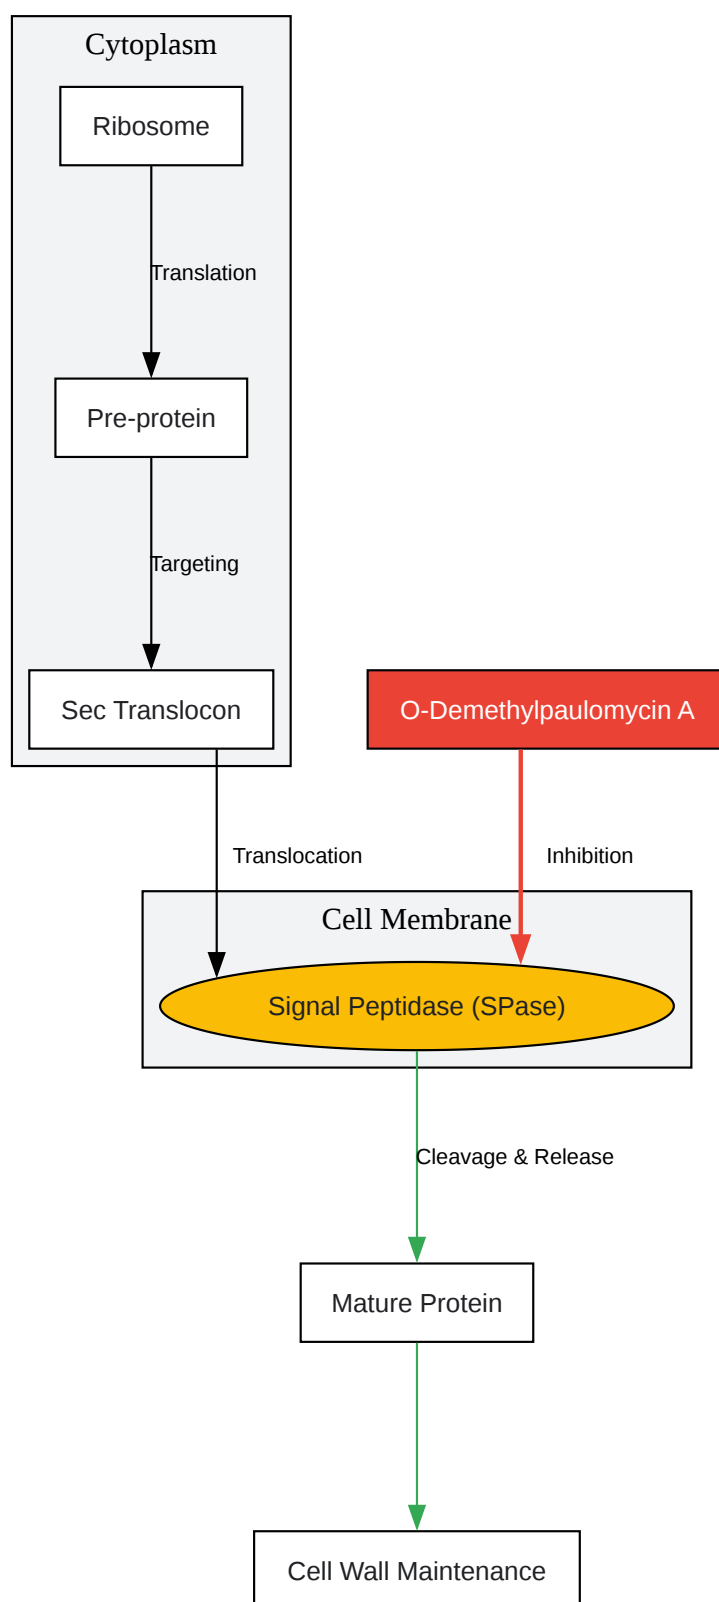 Cytoplasm
Ribosome
Translation
Pre-protein
Targeting
Sec Translocon
O-Demethylpaulomycin A
Translocation
Inhibition
Cell Membrane
Signal Peptidase (SPase)
Cleavage & Release
Mature Protein
Cell Wall Maintenance